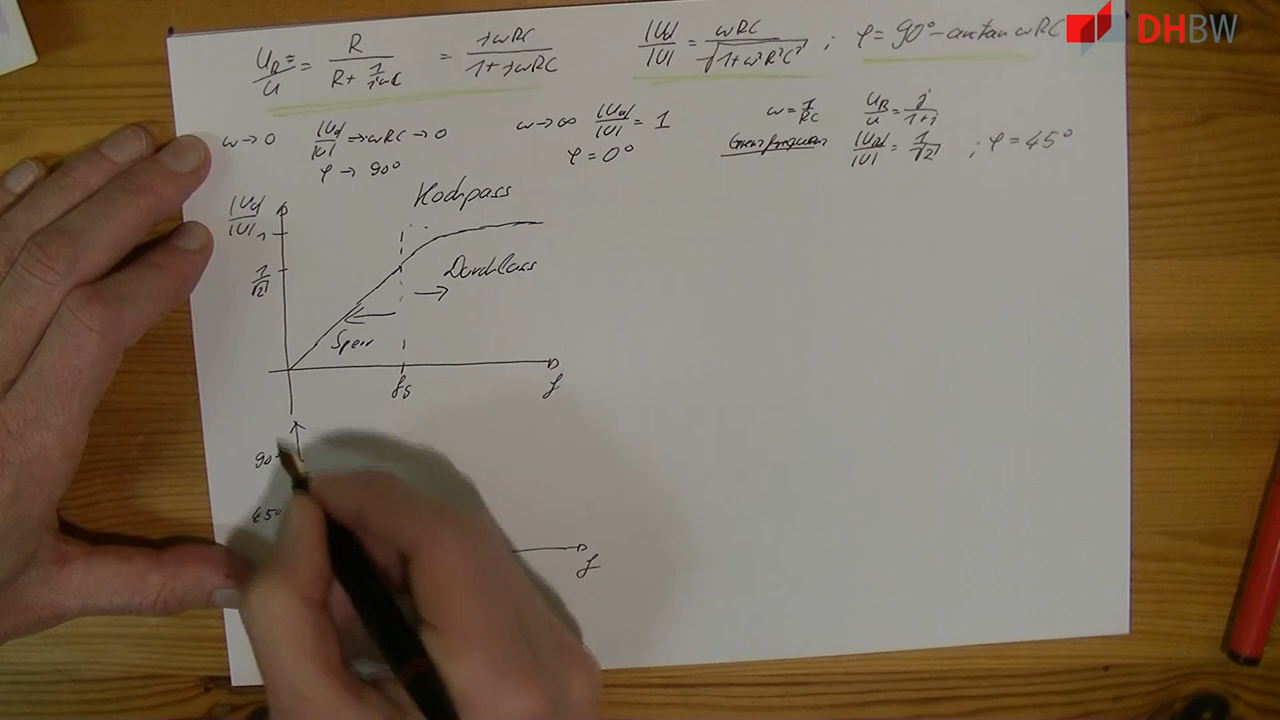 DHBW
U_R/U = R/(R + 1/jωC) = jωRC/(1 + jωRC)
|U_R|/|U| = ωRC/√(1 + ω²R²C²) ; φ = 90° - arctan ωRC
ω → 0 |U_R|/|U| → ωRC → 0
φ → 90°
ω → ∞ |U_R|/|U| = 1
φ = 0°
ω = 1/RC U_R/U = j/(1 + j)
Grenzfrequenz |U_R|/|U| = 1/√2 ; φ = 45°
Hochpass
|U_R|/|U|
1
1/√2
Durchlass
Sperr
f_g
f
90
45°
f